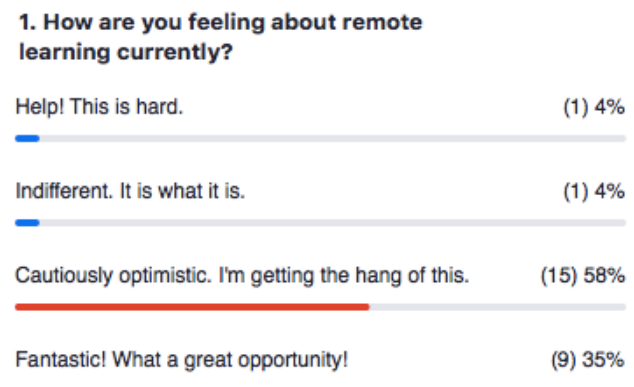 1. How are you feeling about remote
learning currently?
Help! This is hard. (1) 4%
Indifferent. It is what it is. (1) 4%
Cautiously optimistic. I'm getting the hang of this. (15) 58%
Fantastic! What a great opportunity! (9) 35%